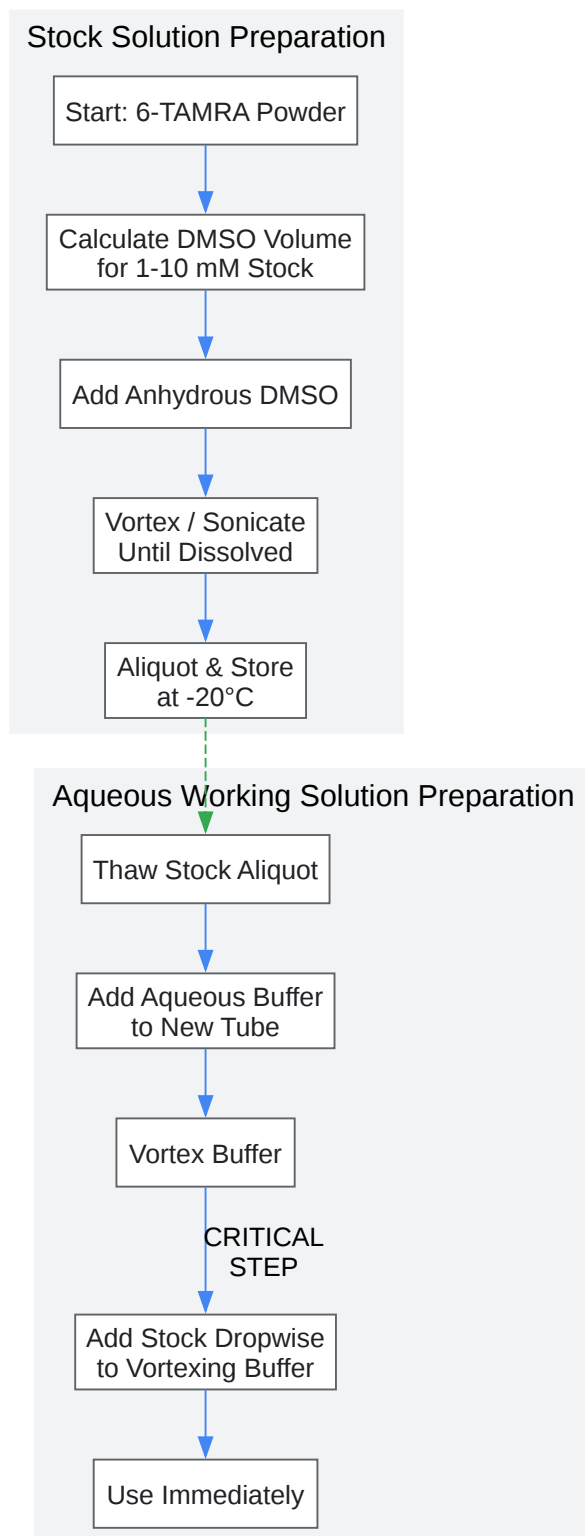 Stock Solution Preparation
Start: 6-TAMRA Powder
Calculate DMSO Volume
for 1-10 mM Stock
Add Anhydrous DMSO
Vortex / Sonicate
Until Dissolved
Aliquot & Store
at -20°C
Aqueous Working Solution Preparation
Thaw Stock Aliquot
Add Aqueous Buffer
to New Tube
Vortex Buffer
CRITICAL
STEP
Add Stock Dropwise
to Vortexing Buffer
Use Immediately